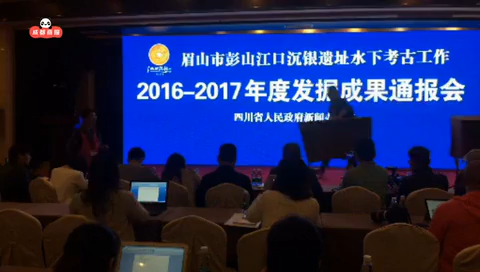 成都商报
眉山市彭山江口沉银遗址水下考古工作
2016-2017年度发掘成果通报会
四川省人民政府新闻办